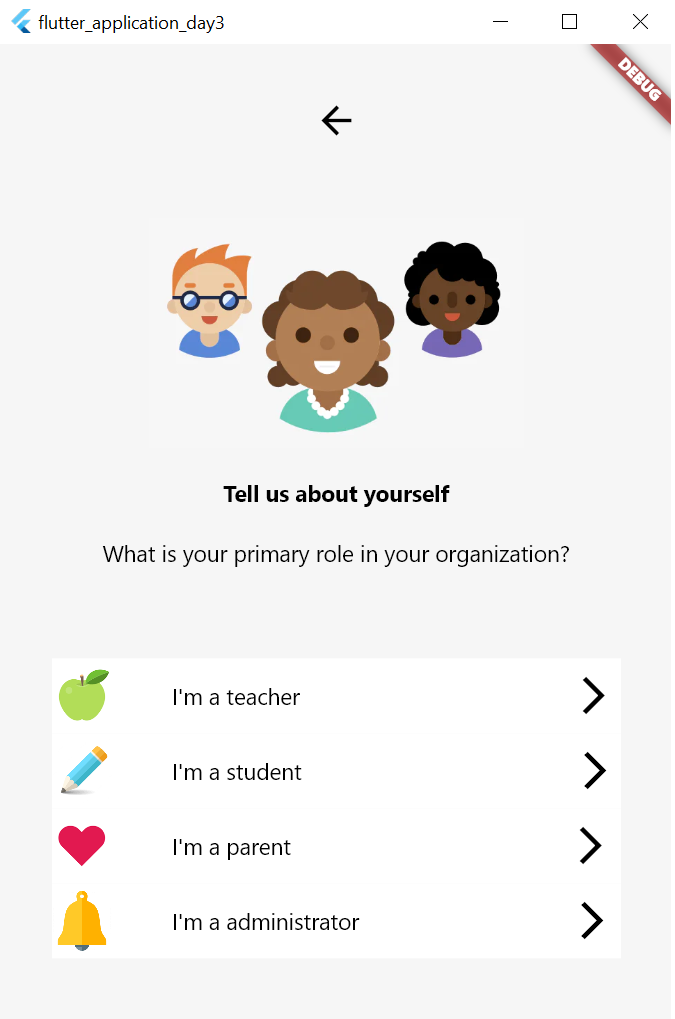 flutter_application_day3
DEBUG
Tell us about yourself
What is your primary role in your organization?
I'm a teacher
I'm a student
I'm a parent
I'm a administrator